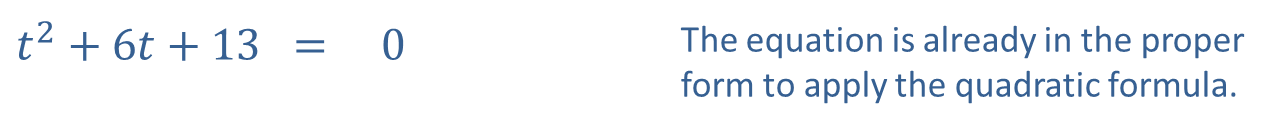 t² + 6t + 13 = 0
The equation is already in the proper
form to apply the quadratic formula.